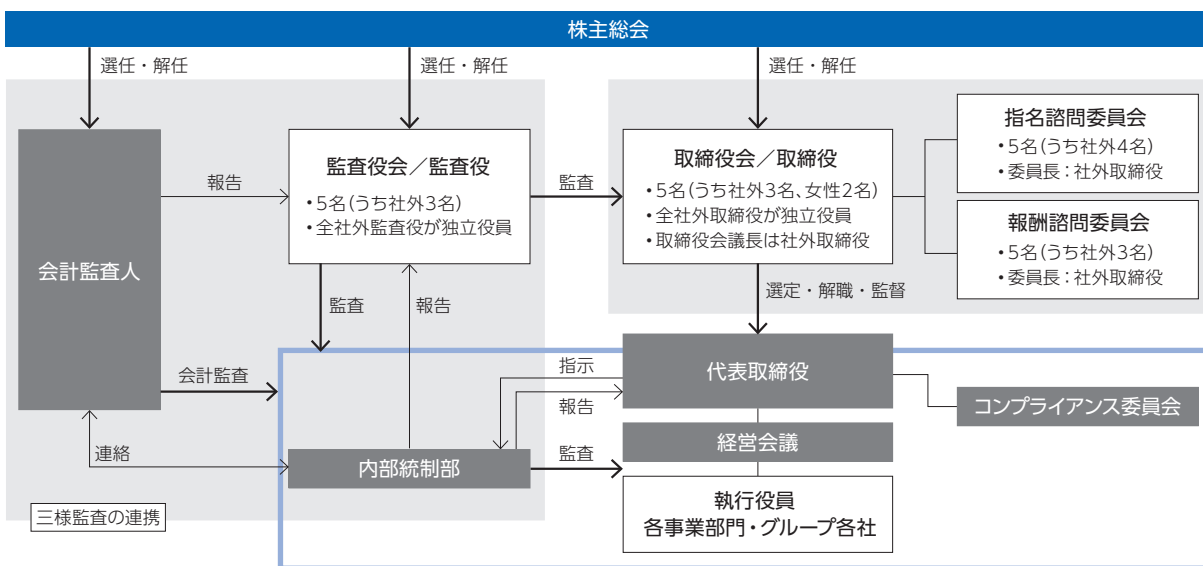 株主総会
選任・解任
選任・解任
選任・解任
会計監査人
報告
監査役会／監査役
・5名(うち社外3名)
・全社外監査役が独立役員
監査
取締役会／取締役
・5名(うち社外3名、女性2名)
・全社外取締役が独立役員
・取締役会議長は社外取締役
指名諮問委員会
・5名(うち社外4名)
・委員長：社外取締役
報酬諮問委員会
・5名(うち社外3名)
・委員長：社外取締役
監査
報告
選定・解職・監督
会計監査
指示
報告
代表取締役
コンプライアンス委員会
連絡
内部統制部
監査
経営会議
執行役員
各事業部門・グループ各社
三様監査の連携